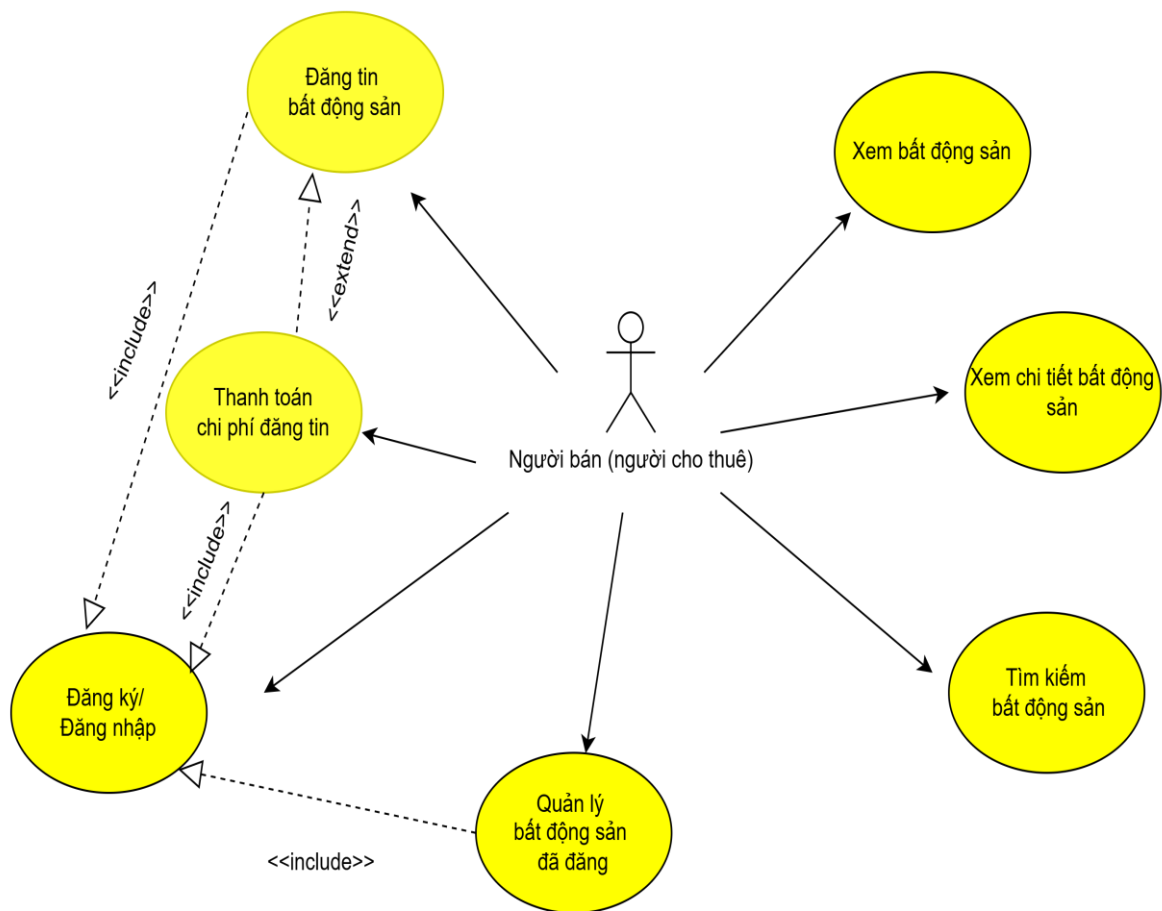 Đăng tin
bất động sản
Xem bất động sản
<<extend>>
<<include>>
Thanh toán
chi phí đăng tin
Xem chi tiết bất động
sản
Người bán (người cho thuê)
<<include>>
Đăng ký/
Đăng nhập
Tìm kiếm
bất động sản
Quản lý
bất động sản
đã đăng
<<include>>